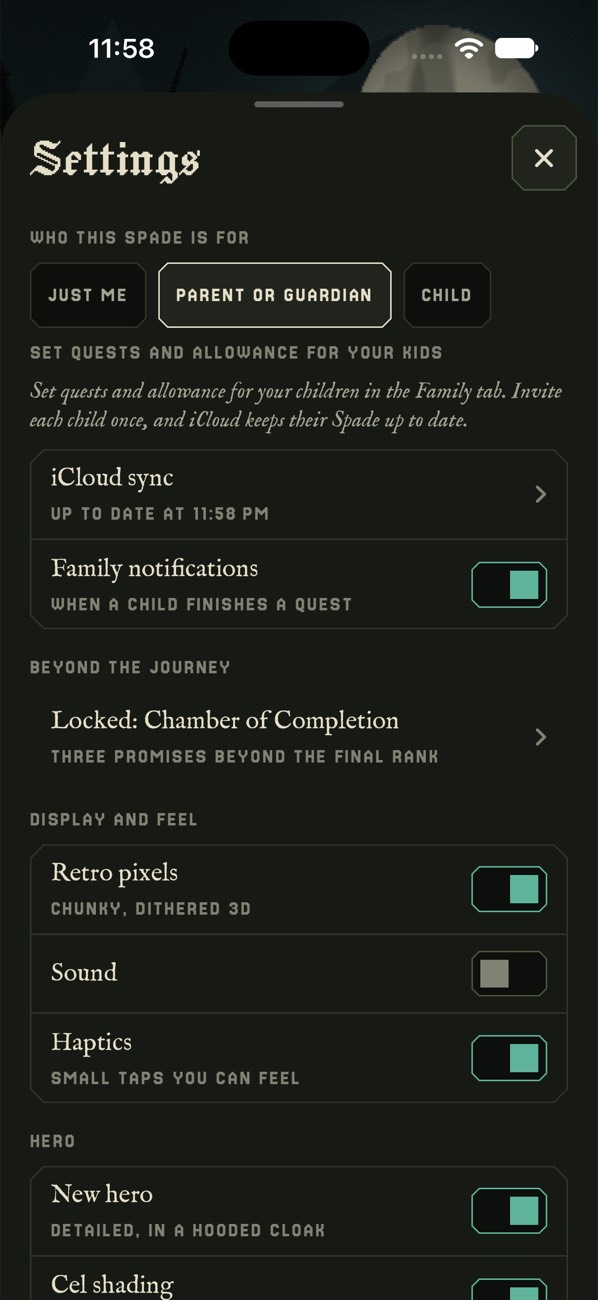 11:58
Settings
WHO THIS SPADE IS FOR
JUST ME
PARENT OR GUARDIAN
CHILD
SET QUESTS AND ALLOWANCE FOR YOUR KIDS
Set quests and allowance for your children in the Family tab. Invite
each child once, and iCloud keeps their Spade up to date.
iCloud sync
UP TO DATE AT 11:58 PM
Family notifications
WHEN A CHILD FINISHES A QUEST
BEYOND THE JOURNEY
Locked: Chamber of Completion
THREE PROMISES BEYOND THE FINAL RANK
DISPLAY AND FEEL
Retro pixels
CHUNKY, DITHERED 3D
Sound
Haptics
SMALL TAPS YOU CAN FEEL
HERO
New hero
DETAILED, IN A HOODED CLOAK
Cel shading